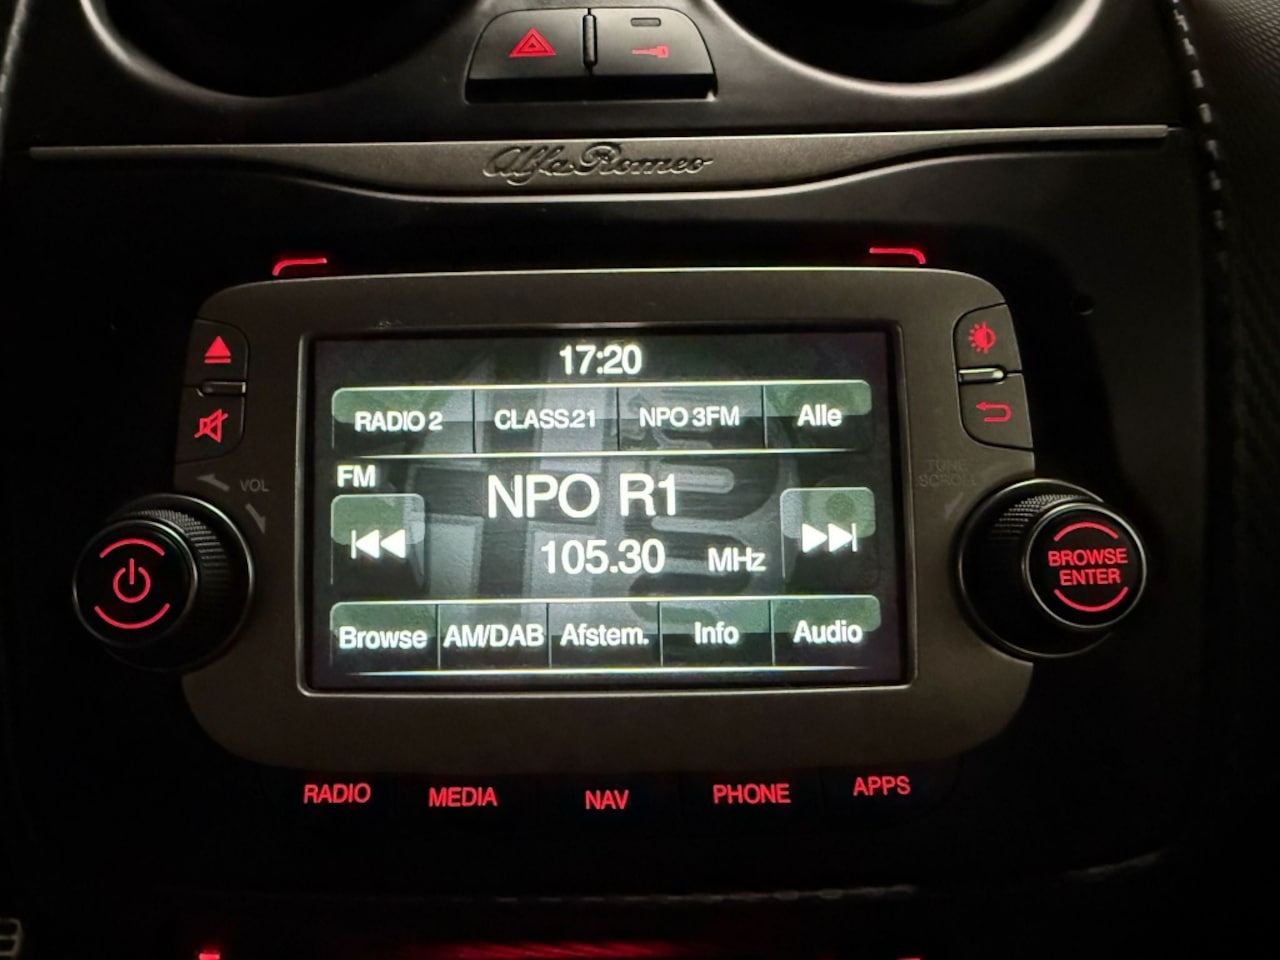 Alfa Romeo
17:20
RADIO 2 CLASS.21 NPO 3FM Alle
FM
NPO R1
105.30 MHz
Browse AM/DAB Afstem. Info Audio
VOL
TUNE
SCROLL
BROWSE
ENTER
RADIO MEDIA NAV PHONE APPS